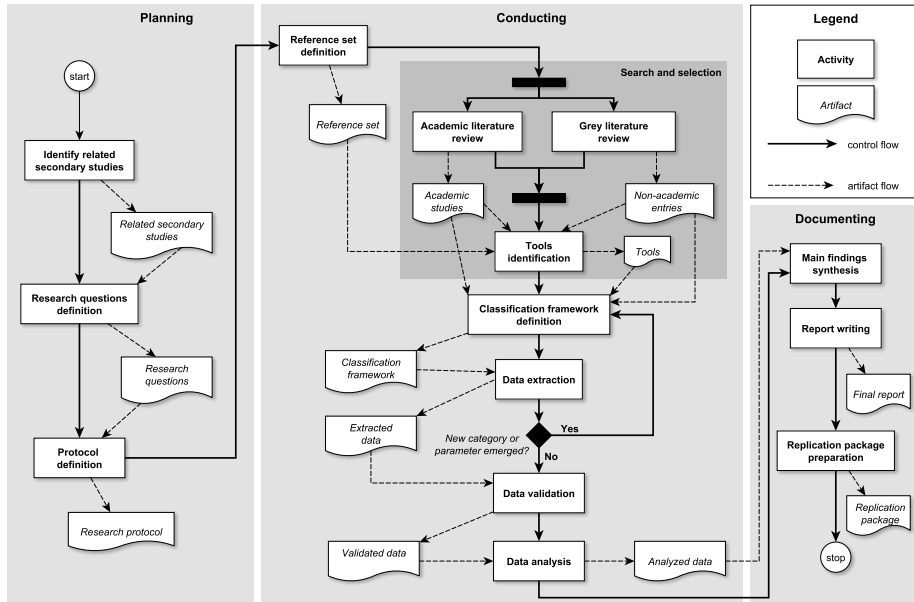 Planning
start
Identify related
secondary studies
Related secondary
studies
Research questions
definition
Research
questions
Protocol
definition
Research protocol
Conducting
Reference set
definition
Reference set
Search and selection
Academic literature
review
Grey literature
review
Academic
studies
Non-academic
entries
Tools
identification
Tools
Classification framework
definition
Classification
framework
Data extraction
Extracted
data
New category or
parameter emerged?
Yes
No
Data validation
Validated data
Data analysis
Analyzed data
Legend
Activity
Artifact
control flow
artifact flow
Documenting
Main findings
synthesis
Report writing
Final report
Replication package
preparation
Replication
package
stop